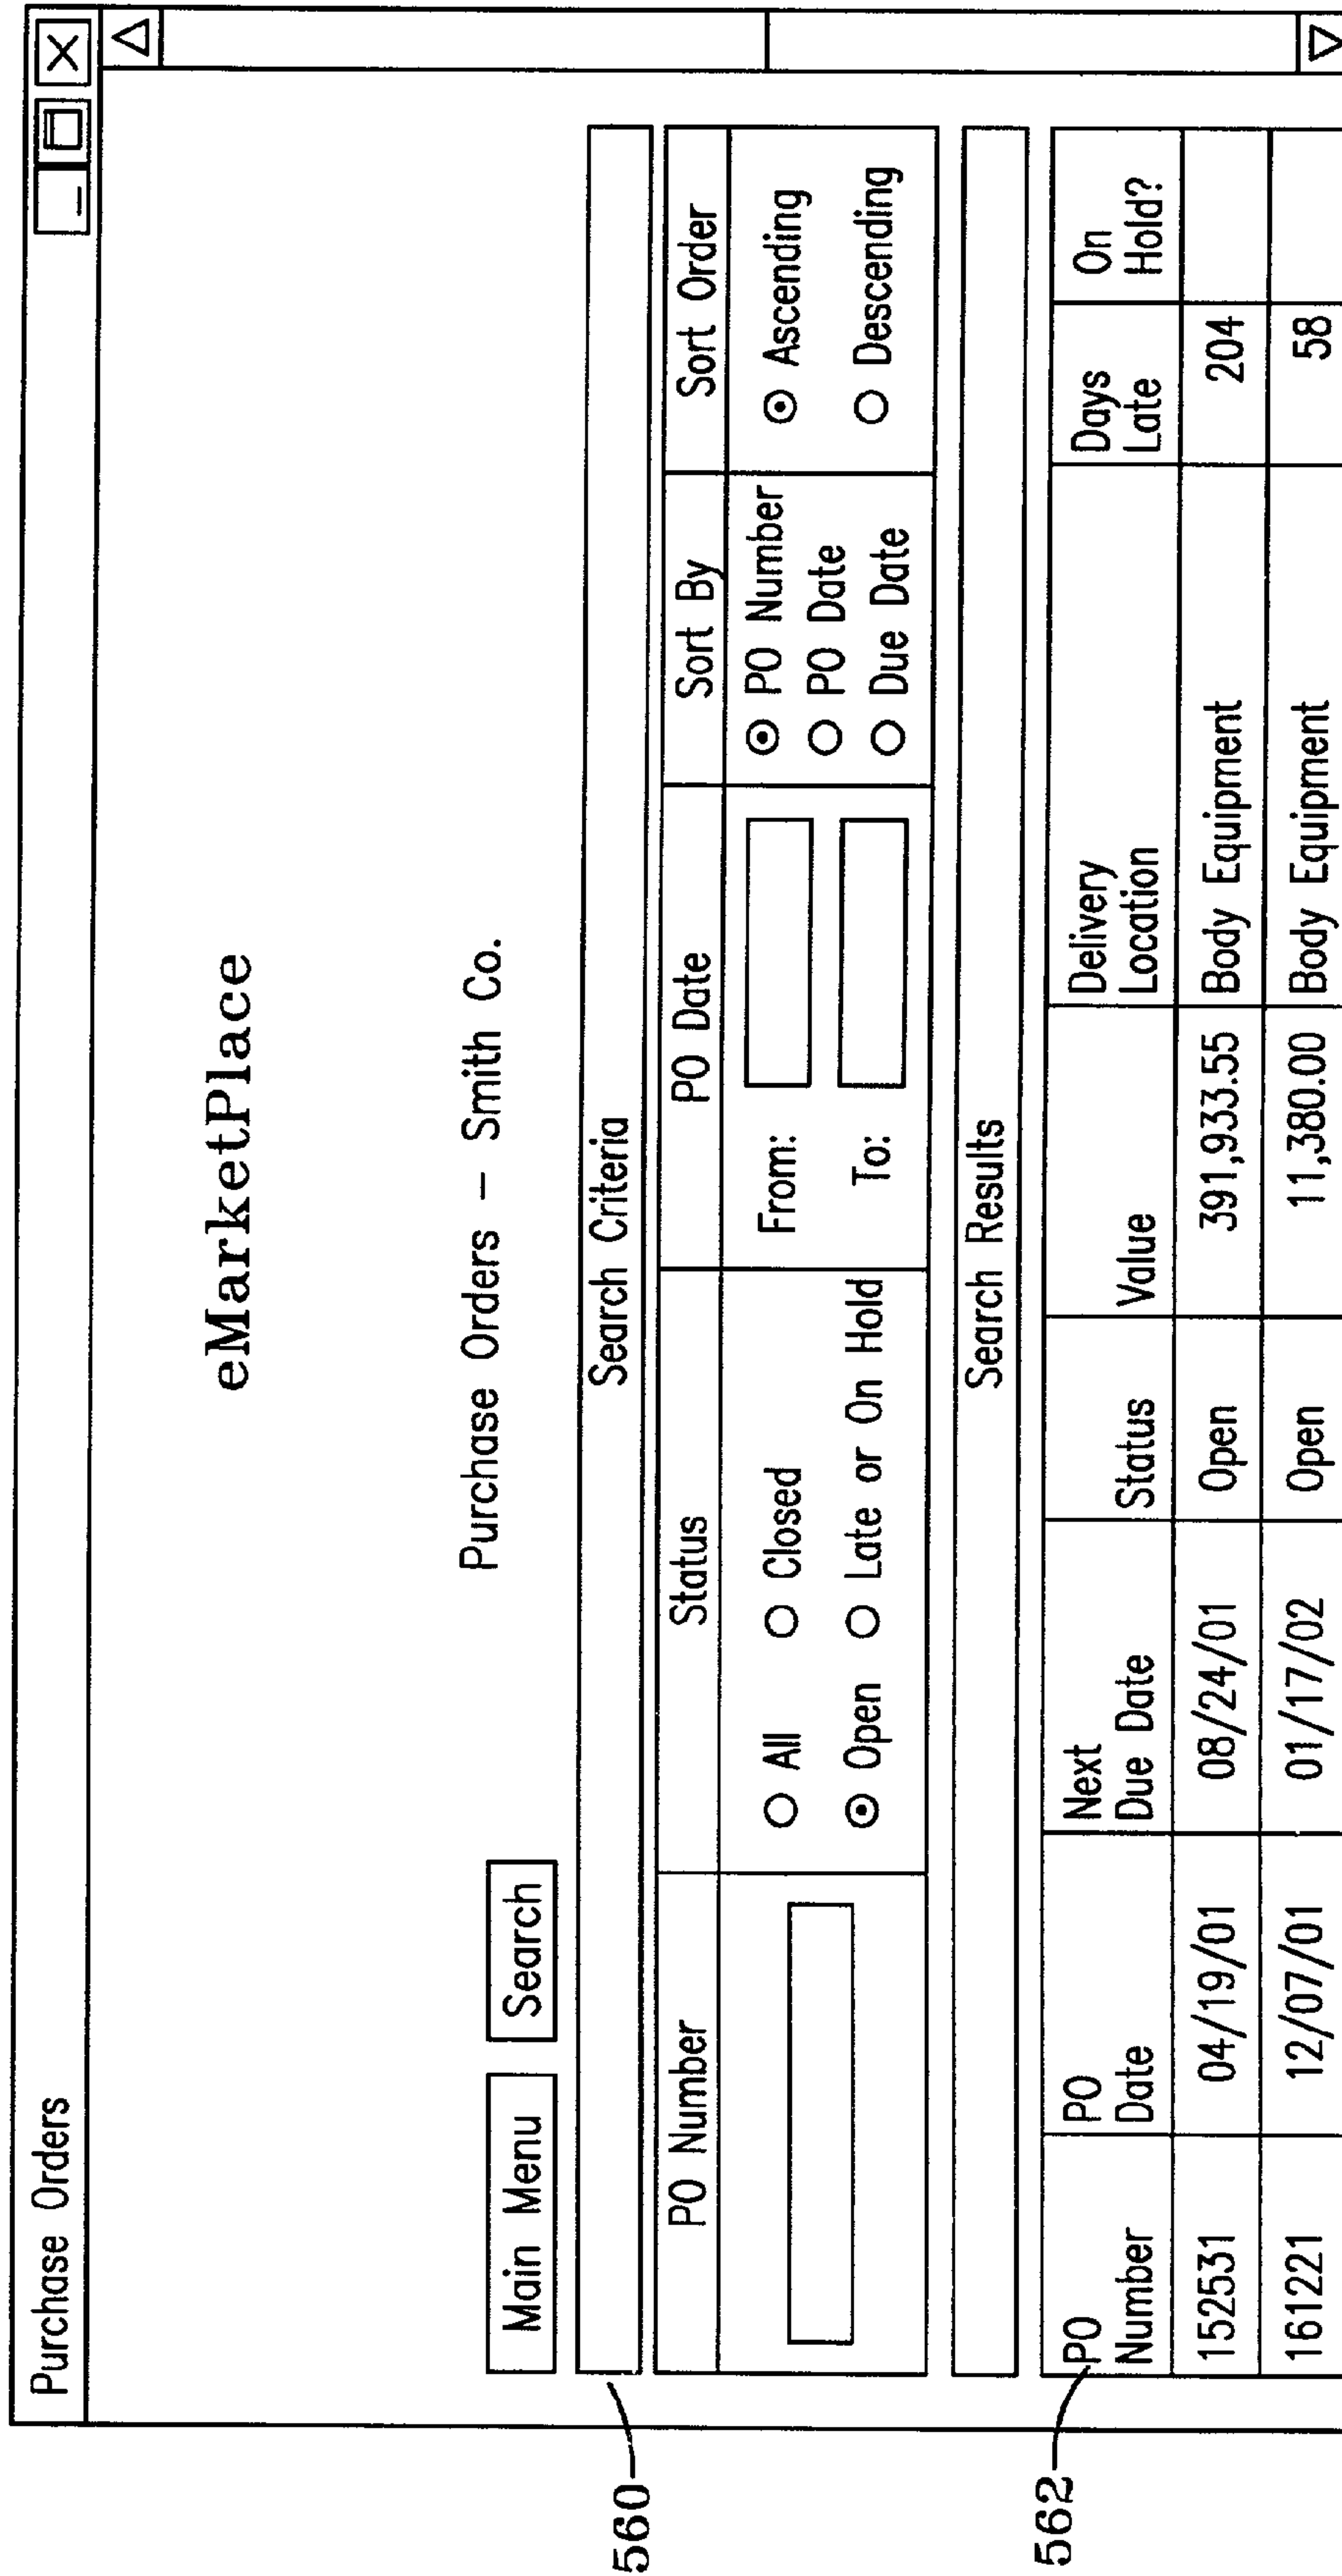 Purchase Orders
eMarketPlace
Purchase Orders – Smith Co.
Main Menu Search
560
Search Criteria
PO Number Status PO Date Sort By Sort Order
All Closed From: PO Number Ascending
PO Date
Open Late or On Hold To: Due Date Descending
Search Results
562
PO Number PO Date Next Due Date Status Value Delivery Location Days Late On Hold?
152531 04/19/01 08/24/01 Open 391,933.55 Body Equipment 204
161221 12/07/01 01/17/02 Open 11,380.00 Body Equipment 58